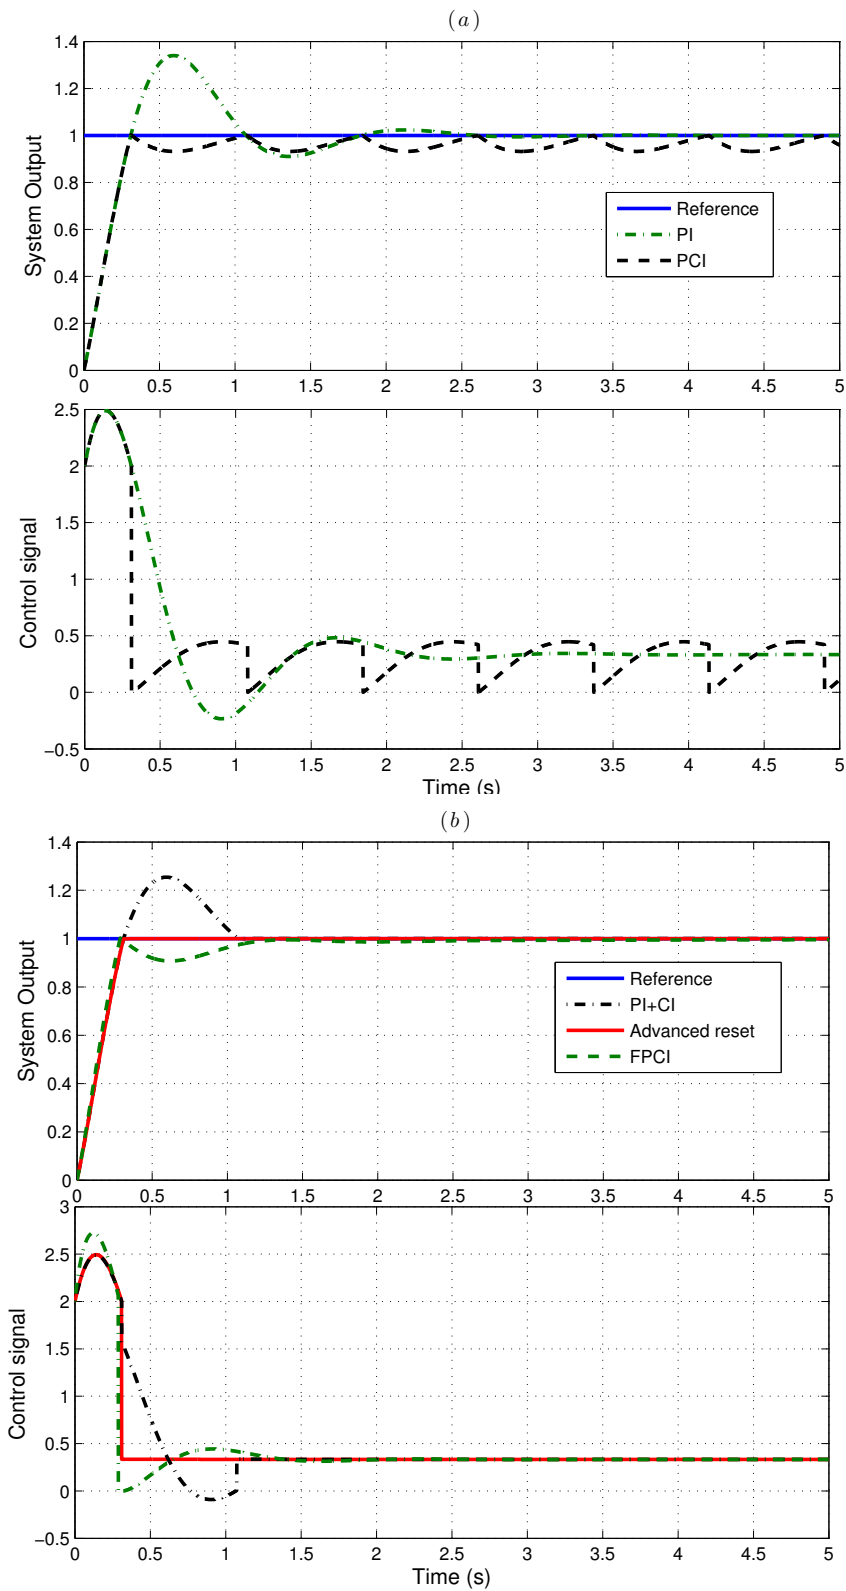 (a)
1.4
1.2
1
0.8
0.6
0.4
0.2
0
System Output
Reference
PI
PCI
0 0.5 1 1.5 2 2.5 3 3.5 4 4.5 5
2.5
2
1.5
1
0.5
0
−0.5
Control signal
0 0.5 1 1.5 2 2.5 3 3.5 4 4.5 5
Time (s)
(b)
1.4
1.2
1
0.8
0.6
0.4
0.2
0
System Output
Reference
PI+CI
Advanced reset
FPCI
0 0.5 1 1.5 2 2.5 3 3.5 4 4.5 5
3
2.5
2
1.5
1
0.5
0
−0.5
Control signal
0 0.5 1 1.5 2 2.5 3 3.5 4 4.5 5
Time (s)